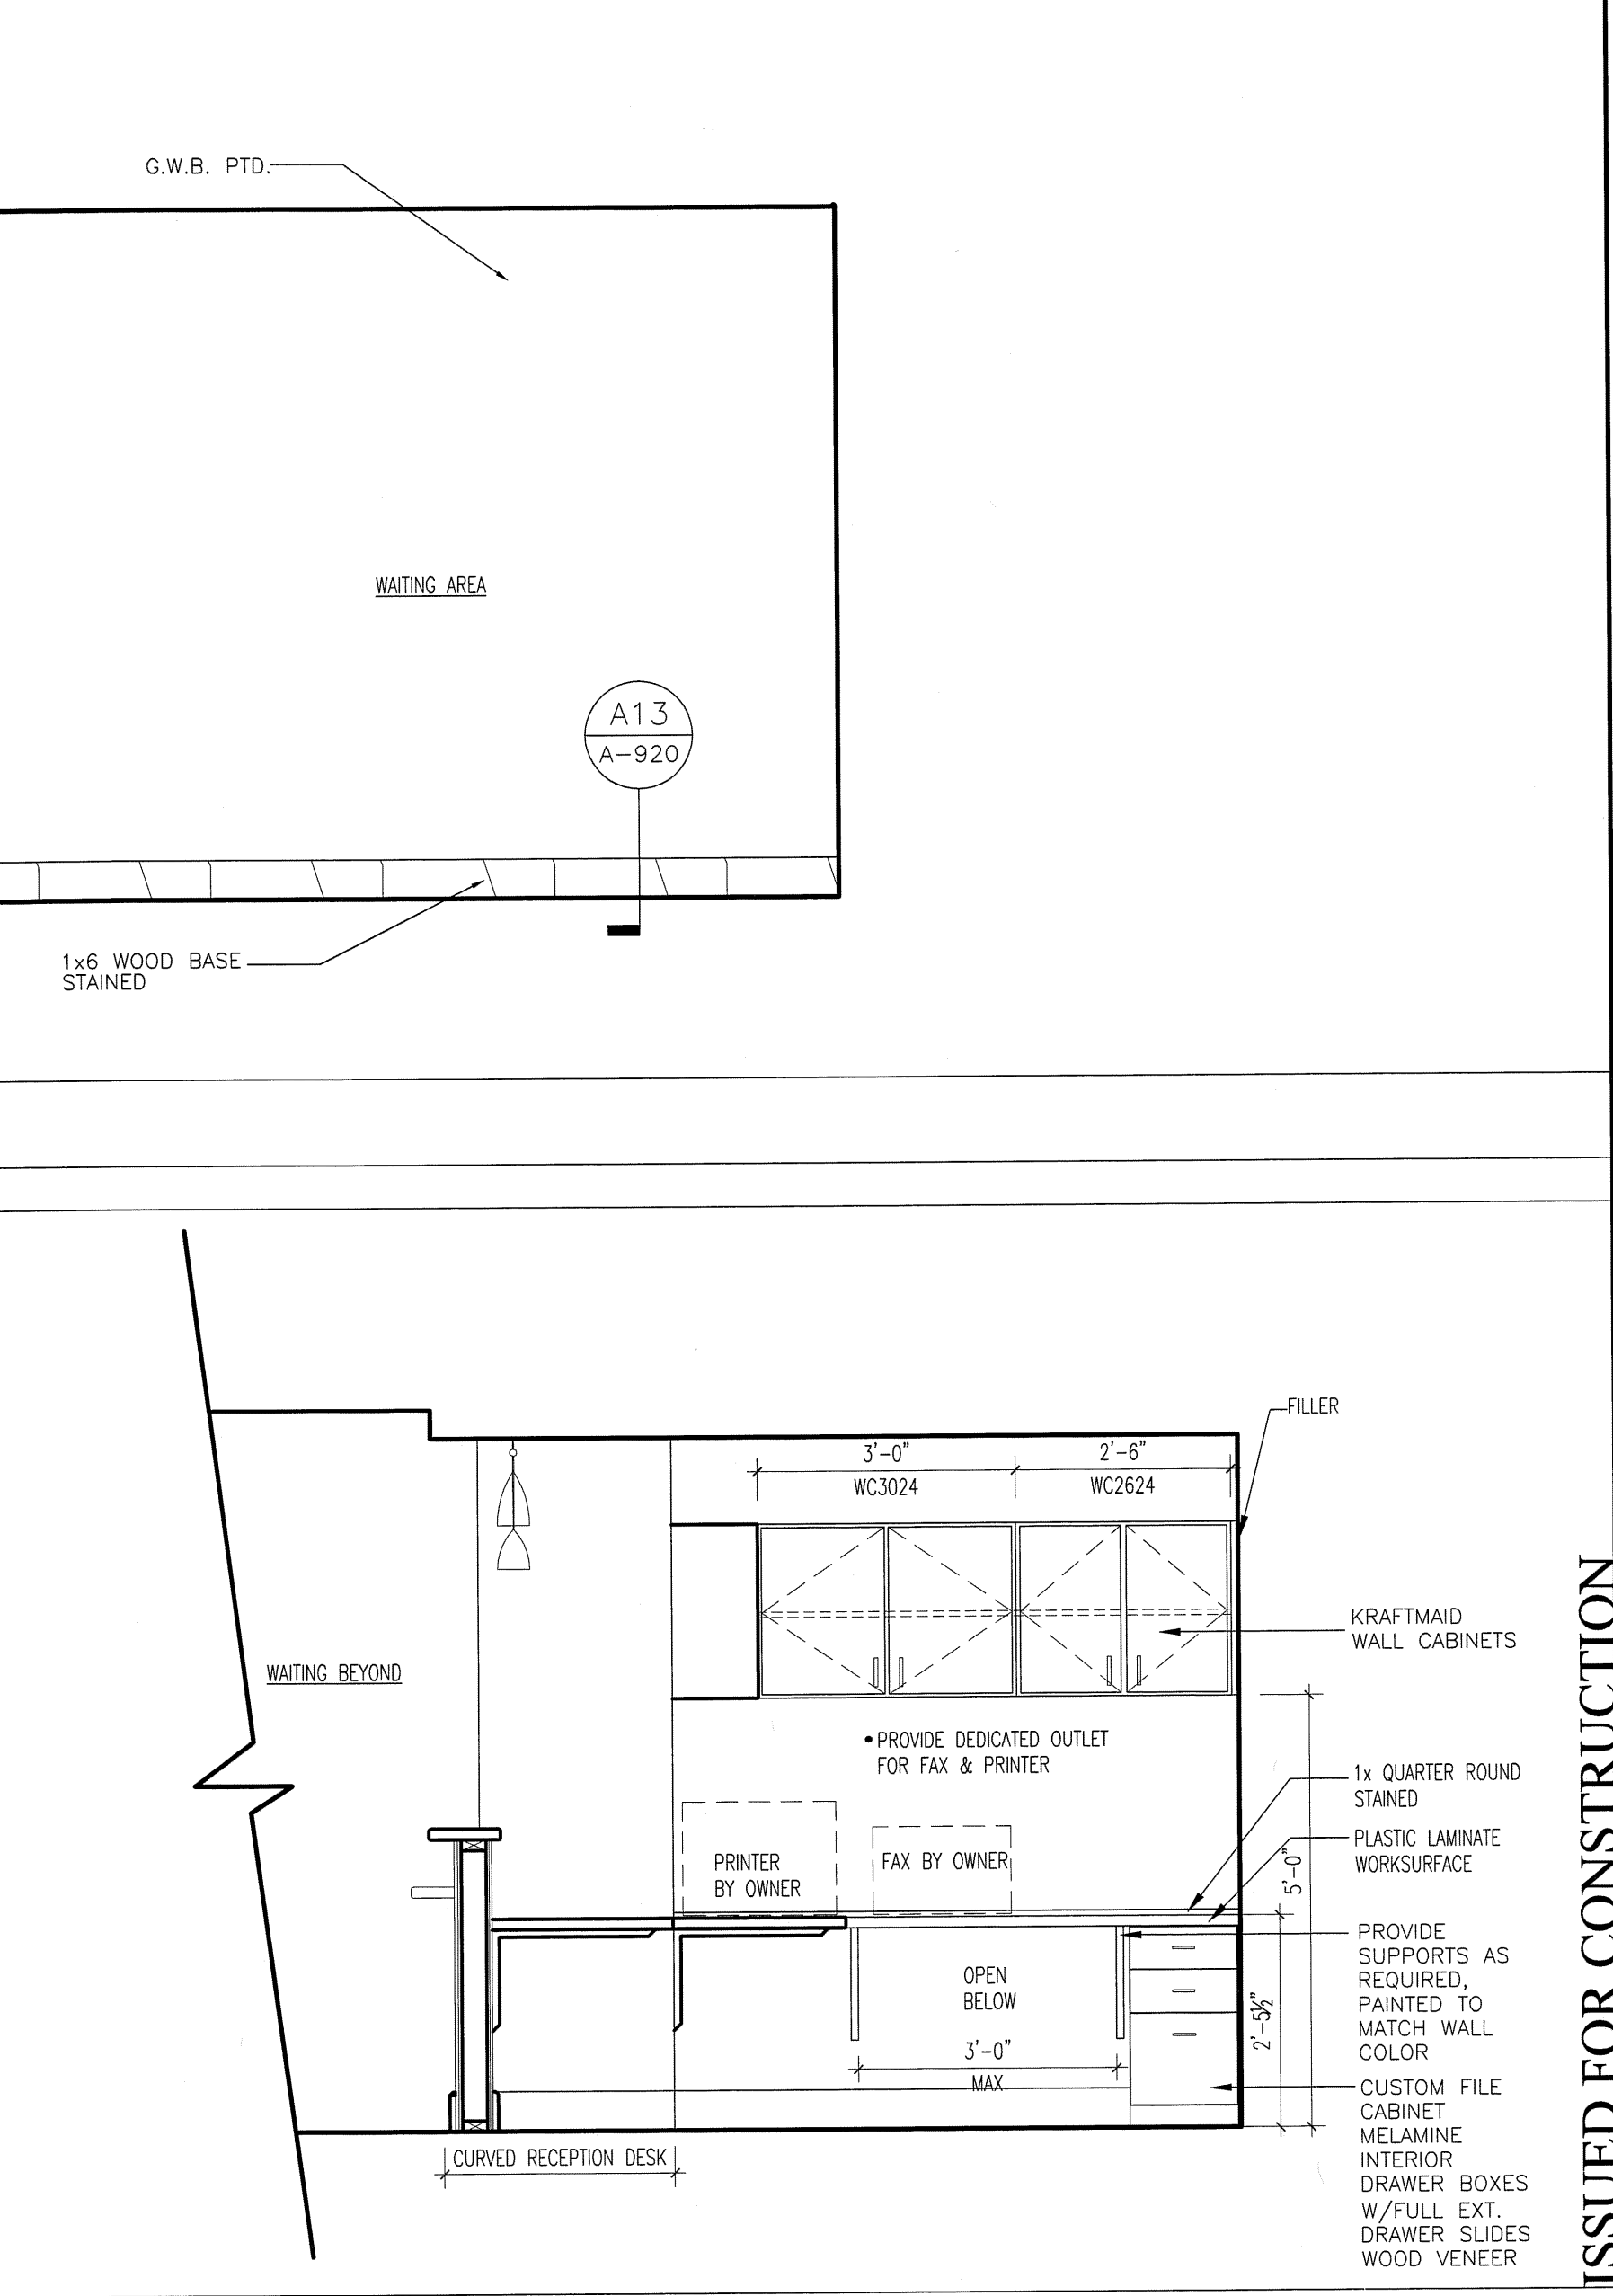 G.W.B. PTD.
WAITING AREA
A13
A-920
1x6 WOOD BASE
STAINED
FILLER
3'-0"
2'-6"
WC3024
WC2624
KRAFTMAID
WALL CABINETS
WAITING BEYOND
•PROVIDE DEDICATED OUTLET
FOR FAX & PRINTER
1x QUARTER ROUND
STAINED
PLASTIC LAMINATE
WORKSURFACE
5'-0"
PRINTER
BY OWNER
FAX BY OWNER
PROVIDE
SUPPORTS AS
REQUIRED,
PAINTED TO
MATCH WALL
COLOR
OPEN
BELOW
2'-5½"
3'-0"
MAX
CUSTOM FILE
CABINET
MELAMINE
INTERIOR
DRAWER BOXES
W/FULL EXT.
DRAWER SLIDES
WOOD VENEER
CURVED RECEPTION DESK
ISSUED FOR CONSTRUCTION